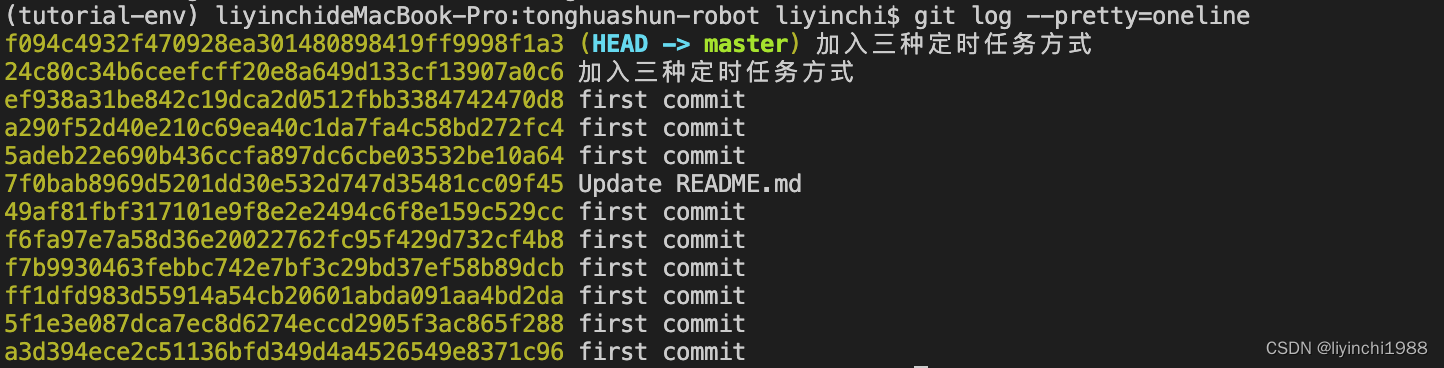 (tutorial-env) liyinchideMacBook-Pro:tonghuashun-robot liyinchi$ git log --pretty=oneline
f094c4932f470928ea301480898419ff9998f1a3 (HEAD -> master) 加入三种定时任务方式
24c80c34b6ceefcff20e8a649d133cf13907a0c6 加入三种定时任务方式
ef938a31be842c19dca2d0512fbb3384742470d8 first commit
a290f52d40e210c69ea40c1da7fa4c58bd272fc4 first commit
5adeb22e690b436ccfa897dc6cbe03532be10a64 first commit
7f0bab8969d5201dd30e532d747d35481cc09f45 Update README.md
49af81fbf317101e9f8e2e2494c6f8e159c529cc first commit
f6fa97e7a58d36e20022762fc95f429d732cf4b8 first commit
f7b9930463febbc742e7bf3c29bd37ef58b89dcb first commit
ff1dfd983d55914a54cb20601abda091aa4bd2da first commit
5f1e3e087dca7ec8d6274eccd2905f3ac865f288 first commit
a3d394ece2c51136bfd349d4a4526549e8371c96 first commit
CSDN @liyinchi1988